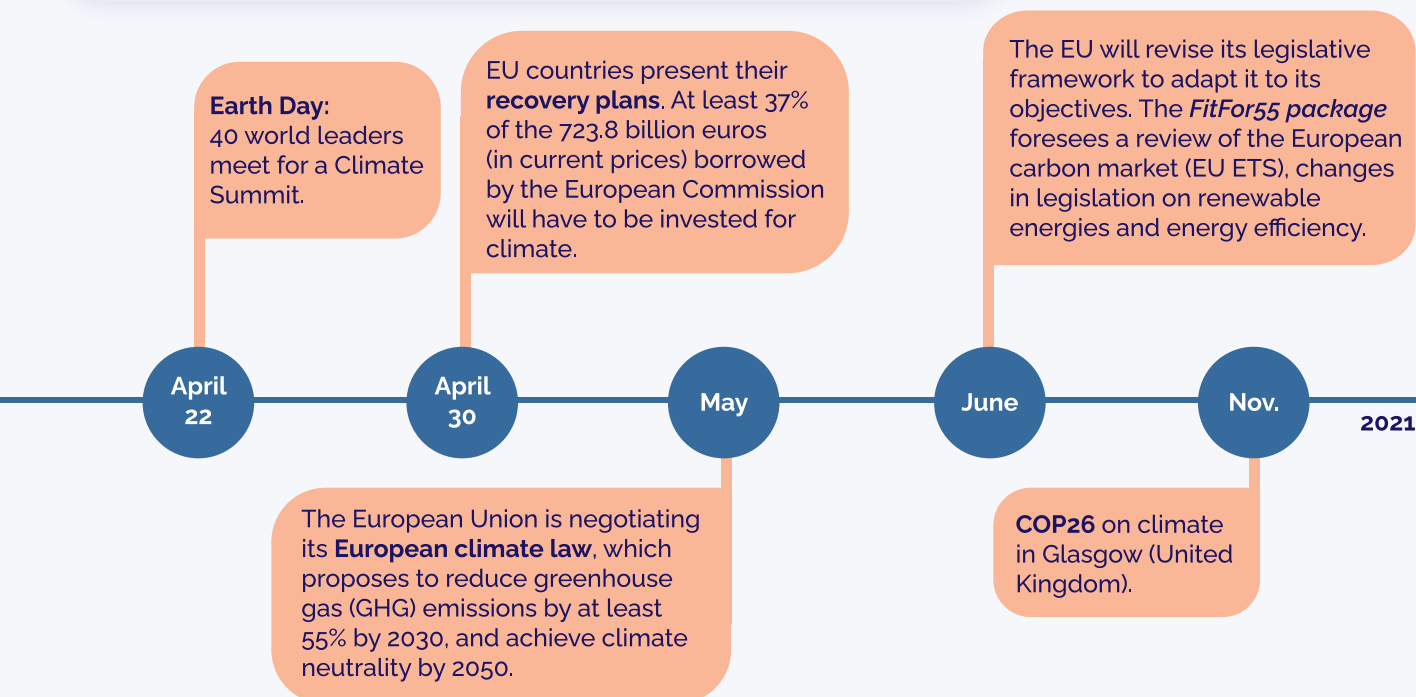 Earth Day:
40 world leaders
meet for a Climate
Summit.
EU countries present their
recovery plans. At least 37%
of the 723.8 billion euros
(in current prices) borrowed
by the European Commission
will have to be invested for
climate.
The EU will revise its legislative
framework to adapt it to its
objectives. The FitFor55 package
foresees a review of the European
carbon market (EU ETS), changes
in legislation on renewable
energies and energy efficiency.
April
22
April
30
May
June
Nov.
2021
The European Union is negotiating
its European climate law, which
proposes to reduce greenhouse
gas (GHG) emissions by at least
55% by 2030, and achieve climate
neutrality by 2050.
COP26 on climate
in Glasgow (United
Kingdom).